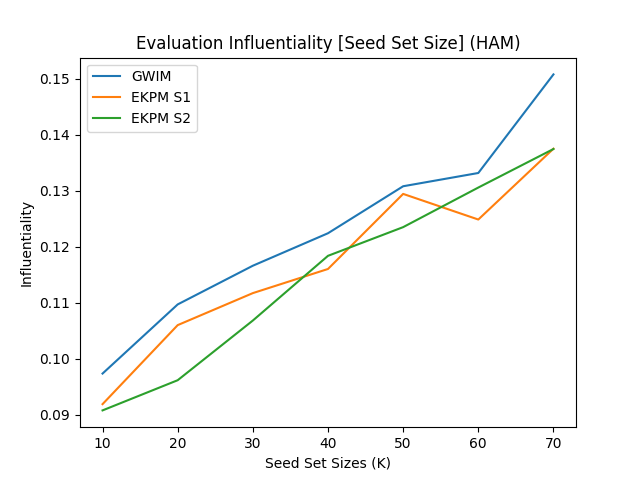 Evaluation Influentiality [Seed Set Size] (HAM)
GWIM
EKPM S1
EKPM S2
0.15
0.14
0.13
0.12
0.11
0.10
0.09
Influentiality
10 20 30 40 50 60 70
Seed Set Sizes (K)